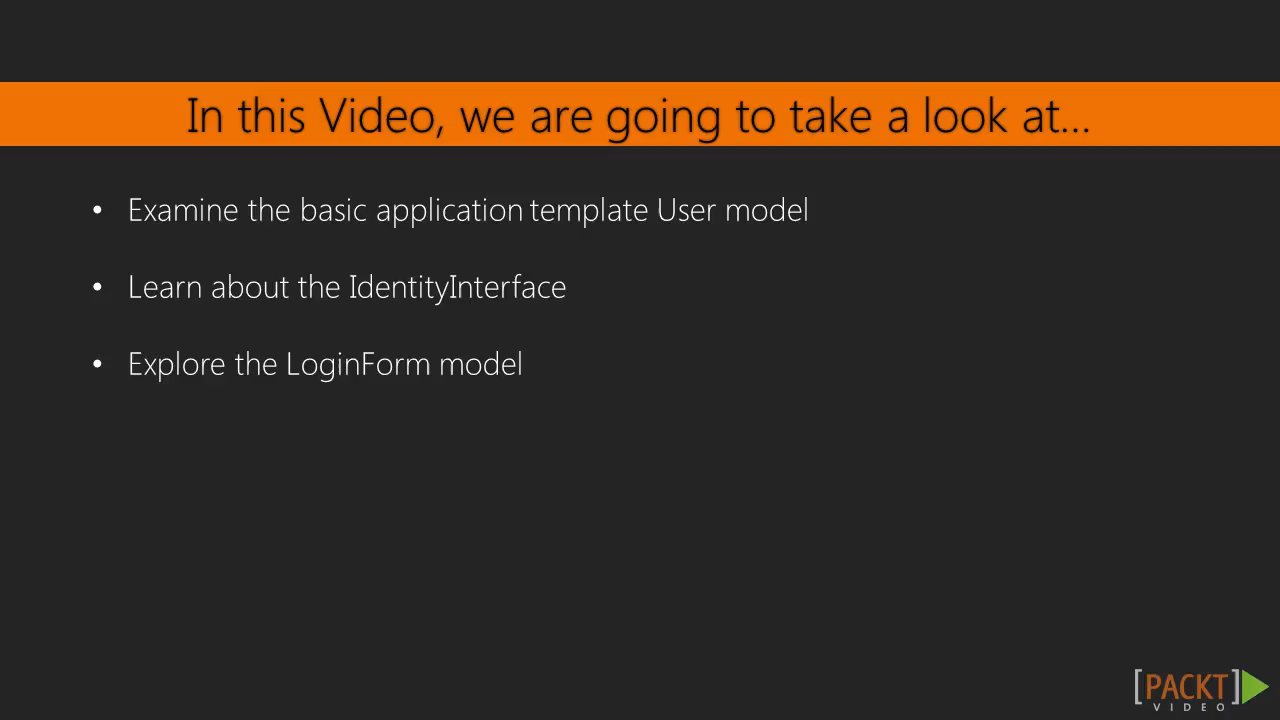 In this Video, we are going to take a look at...
• Examine the basic application template User model
• Learn about the IdentityInterface
• Explore the LoginForm model
[PACKT]
VIDEO